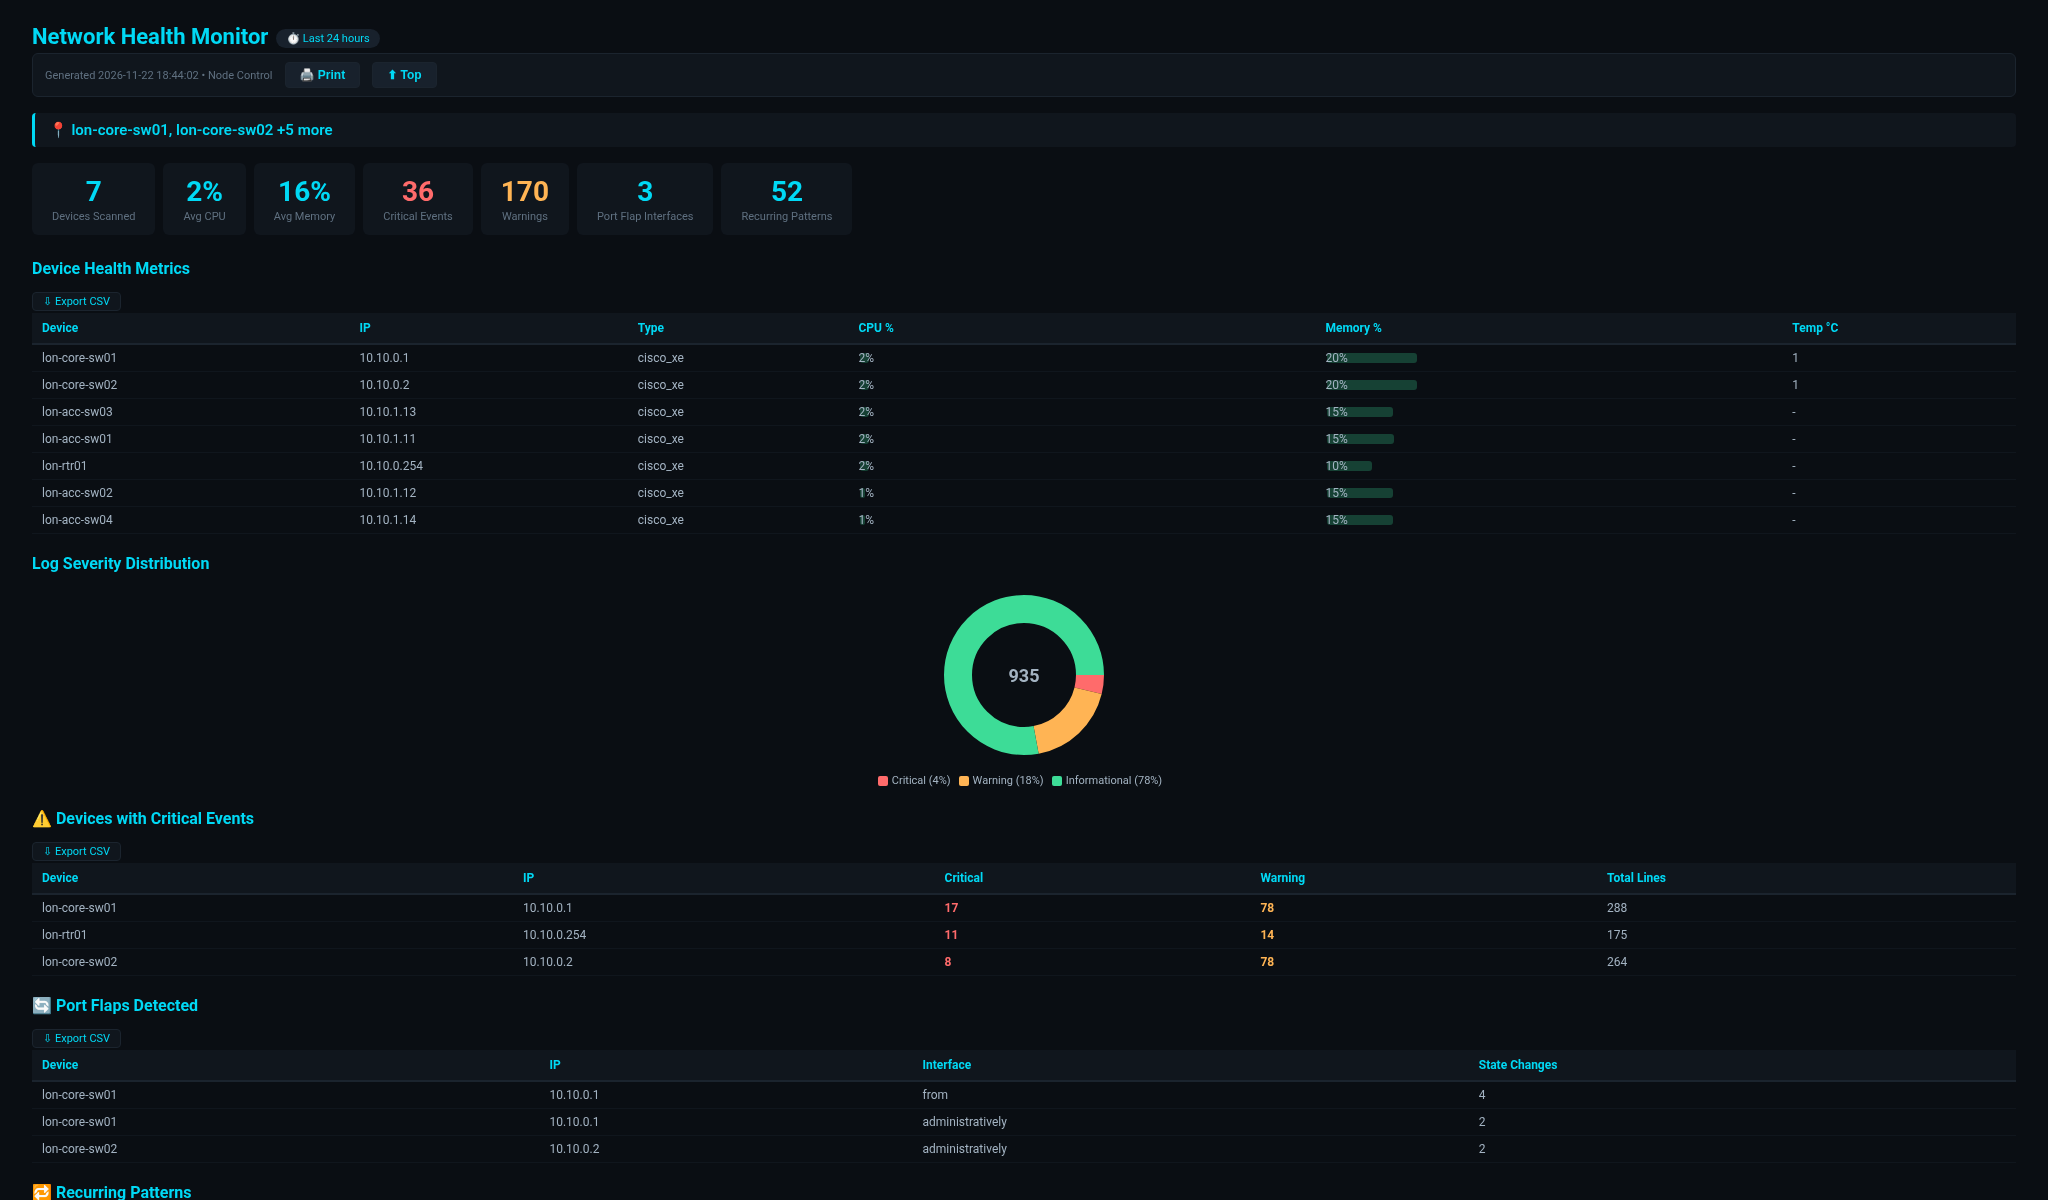 Network Health Monitor ⏱ Last 24 hours
Generated 2026-11-22 18:44:02 • Node Control 🖨 Print ⬆ Top
📍 lon-core-sw01, lon-core-sw02 +5 more
7 2% 16% 36 170 3 52
Devices Scanned Avg CPU Avg Memory Critical Events Warnings Port Flap Interfaces Recurring Patterns
Device Health Metrics
⇩ Export CSV
Device IP Type CPU % Memory % Temp °C
lon-core-sw01 10.10.0.1 cisco_xe 2% 20% 1
lon-core-sw02 10.10.0.2 cisco_xe 2% 20% 1
lon-acc-sw03 10.10.1.13 cisco_xe 2% 15% -
lon-acc-sw01 10.10.1.11 cisco_xe 2% 15% -
lon-rtr01 10.10.0.254 cisco_xe 2% 10% -
lon-acc-sw02 10.10.1.12 cisco_xe 1% 15% -
lon-acc-sw04 10.10.1.14 cisco_xe 1% 15% -
Log Severity Distribution
935
Critical (4%) Warning (18%) Informational (78%)
⚠️ Devices with Critical Events
⇩ Export CSV
Device IP Critical Warning Total Lines
lon-core-sw01 10.10.0.1 17 78 288
lon-rtr01 10.10.0.254 11 14 175
lon-core-sw02 10.10.0.2 8 78 264
🔄 Port Flaps Detected
⇩ Export CSV
Device IP Interface State Changes
lon-core-sw01 10.10.0.1 from 4
lon-core-sw01 10.10.0.1 administratively 2
lon-core-sw02 10.10.0.2 administratively 2
🔁 Recurring Patterns